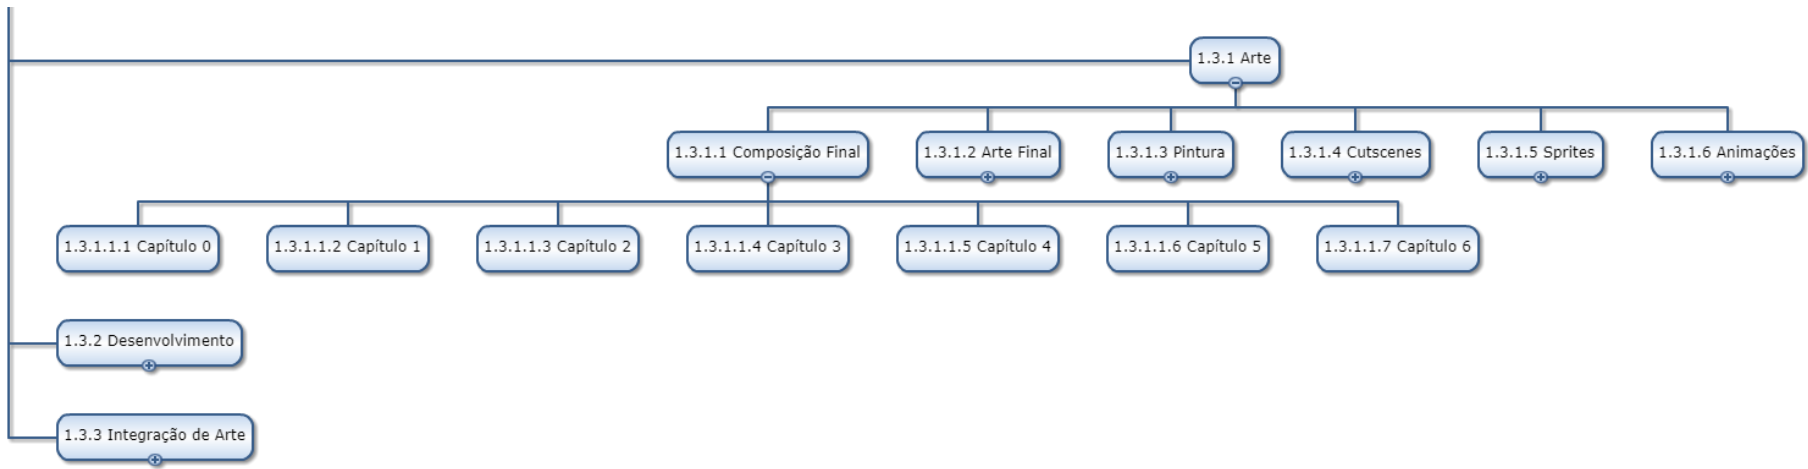 1.3.1 Arte
1.3.1.1 Composição Final
1.3.1.2 Arte Final
1.3.1.3 Pintura
1.3.1.4 Cutscenes
1.3.1.5 Sprites
1.3.1.6 Animações
1.3.1.1.1 Capítulo 0
1.3.1.1.2 Capítulo 1
1.3.1.1.3 Capítulo 2
1.3.1.1.4 Capítulo 3
1.3.1.1.5 Capítulo 4
1.3.1.1.6 Capítulo 5
1.3.1.1.7 Capítulo 6
1.3.2 Desenvolvimento
1.3.3 Integração de Arte